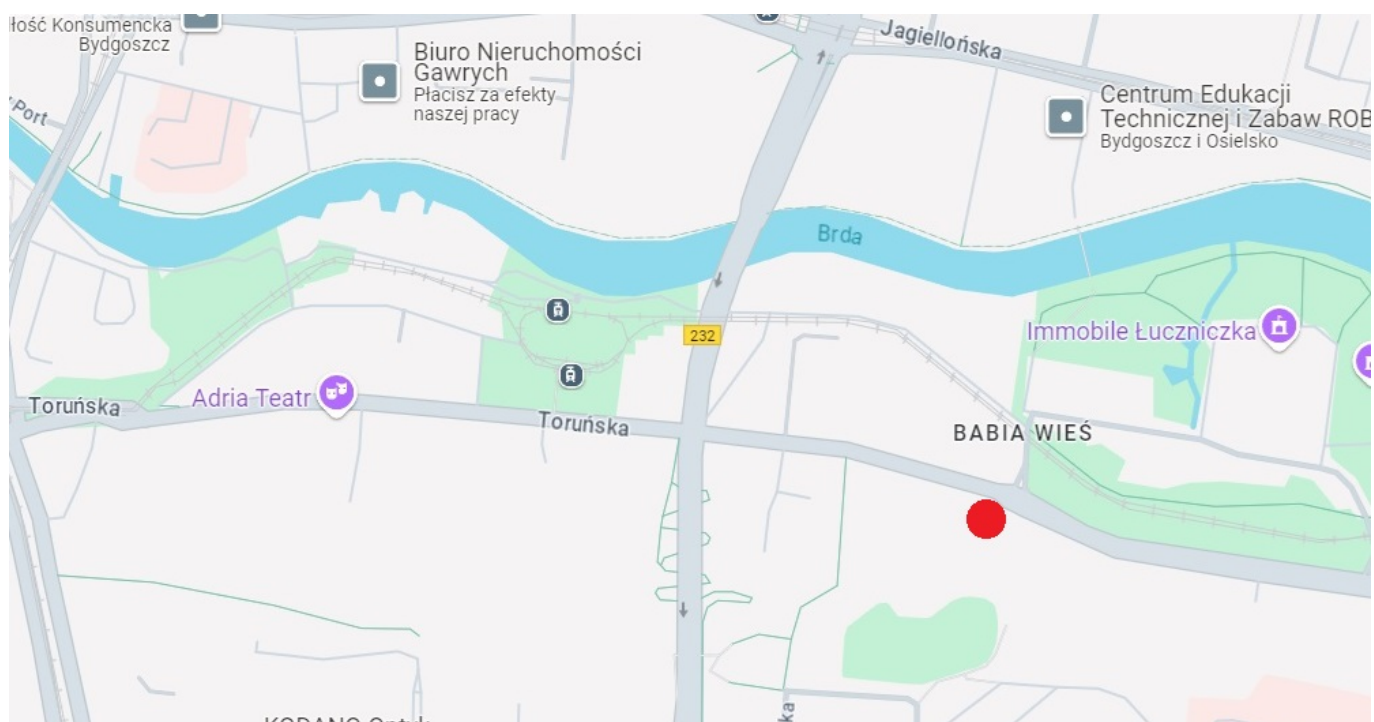 łość Konsumencka
Bydgoszcz
Biuro Nieruchomości
Gawrych
Płacisz za efekty
naszej pracy
Jagiellońska
Centrum Edukacji
Technicznej i Zabaw ROB
Bydgoszcz i Osielsko
Port
Brda
232
Immobile Łuczniczka
Adria Teatr
Toruńska
Toruńska
BABIA WIEŚ
ka